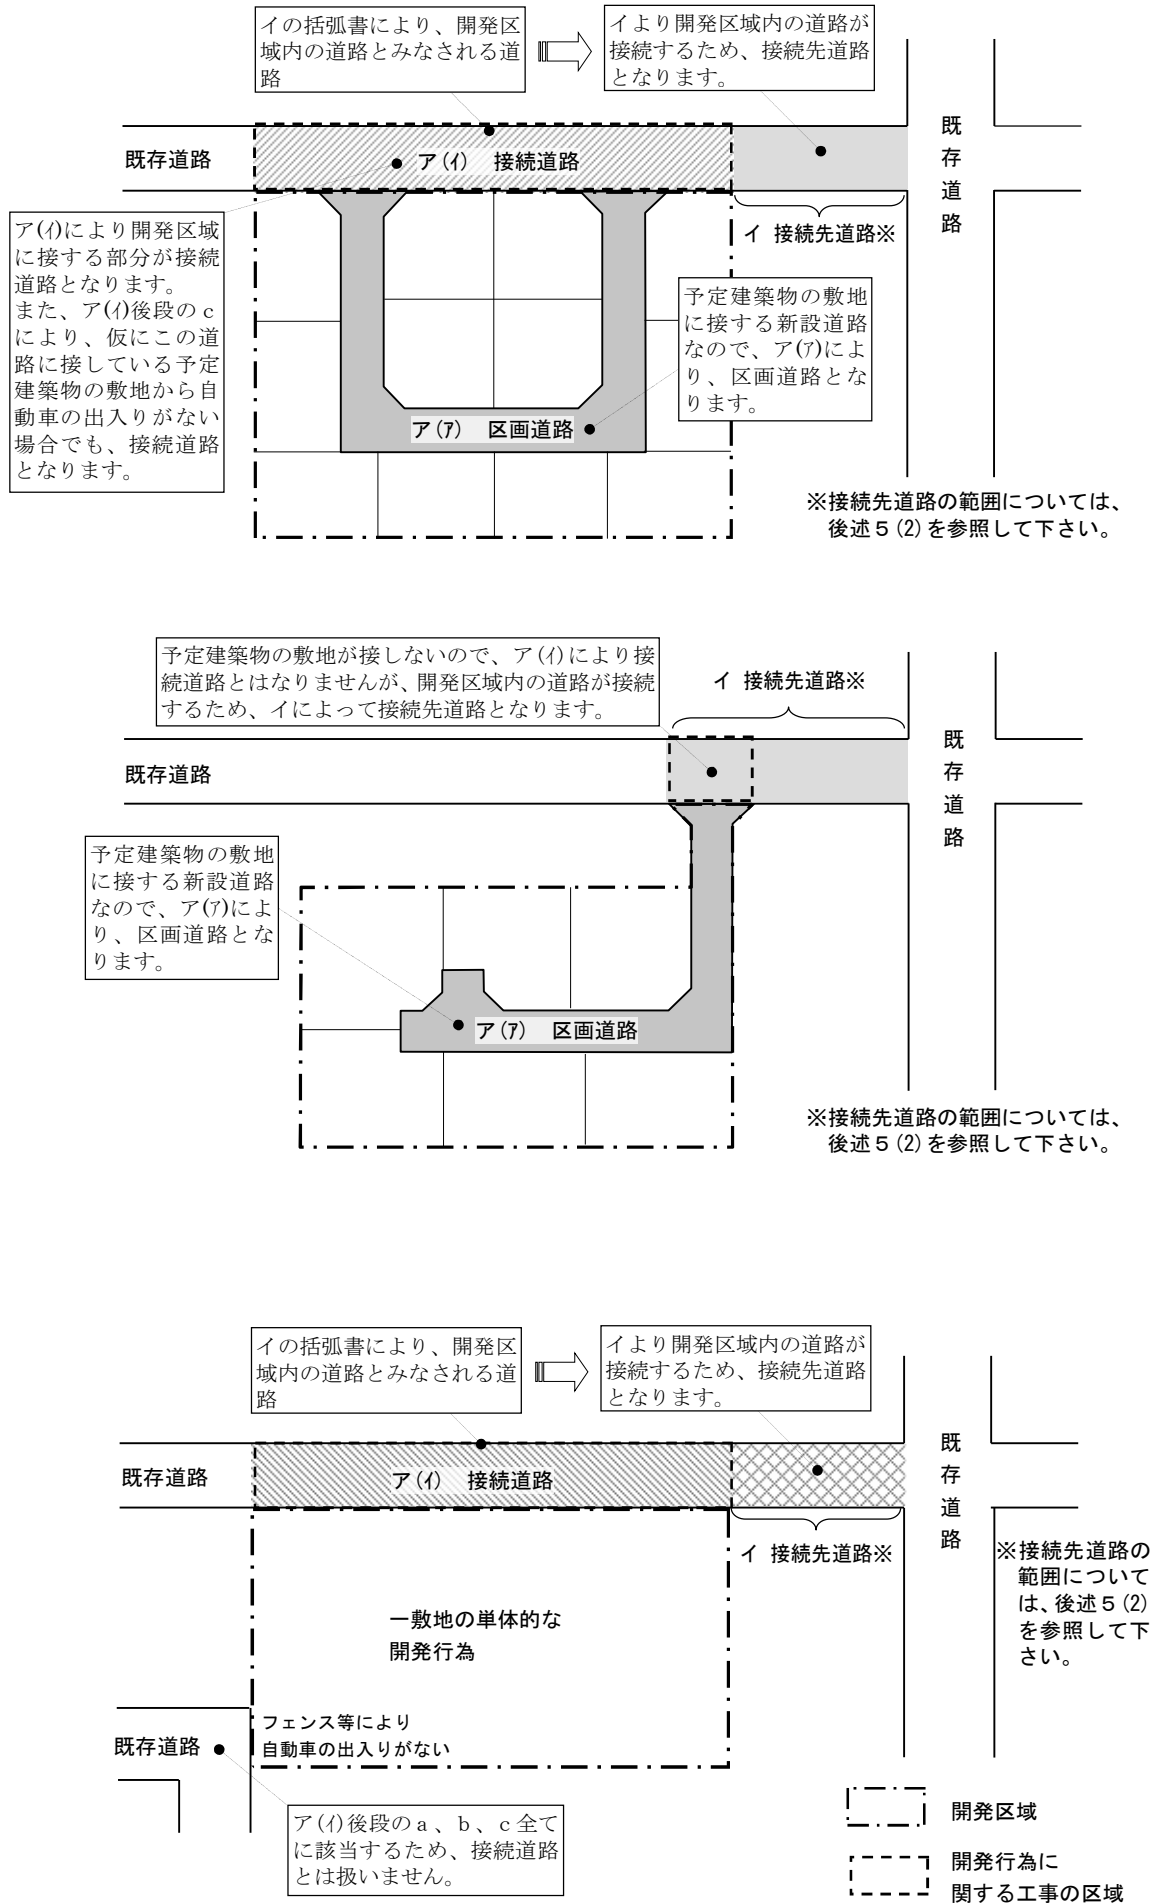 イの括弧書により、開発区
域内の道路とみなされる道
路
イより開発区域内の道路が
接続するため、接続先道路
となります。
既存道路
ア(イ)　接続道路
既存道路
イ 接続先道路※
ア(イ)により開発区域
に接する部分が接続
道路となります。
また、ア(イ)後段のｃ
により、仮にこの道
路に接している予定
建築物の敷地から自
動車の出入りがない
場合でも、接続道路
となります。
予定建築物の敷地
に接する新設道路
なので、ア(ア)によ
り、区画道路とな
ります。
ア(ア)　区画道路
※接続先道路の範囲については、
後述５(2)を参照して下さい。
予定建築物の敷地が接しないので、ア(イ)により接
続道路とはなりませんが、開発区域内の道路が接続
するため、イによって接続先道路となります。
イ 接続先道路※
既存道路
既存道路
予定建築物の敷地
に接する新設道路
なので、ア(ア)によ
り、区画道路とな
ります。
ア(ア)　区画道路
※接続先道路の範囲については、
後述５(2)を参照して下さい。
イの括弧書により、開発区
域内の道路とみなされる道
路
イより開発区域内の道路が
接続するため、接続先道路
となります。
既存道路
ア(イ)　接続道路
既存道路
イ 接続先道路※
※接続先道路の
範囲について
は、後述５(2)
を参照して下
さい。
一敷地の単体的な
開発行為
フェンス等により
自動車の出入りがない
既存道路
ア(イ)後段のａ、ｂ、ｃ全て
に該当するため、接続道路
とは扱いません。
開発区域
開発行為に
関する工事の区域